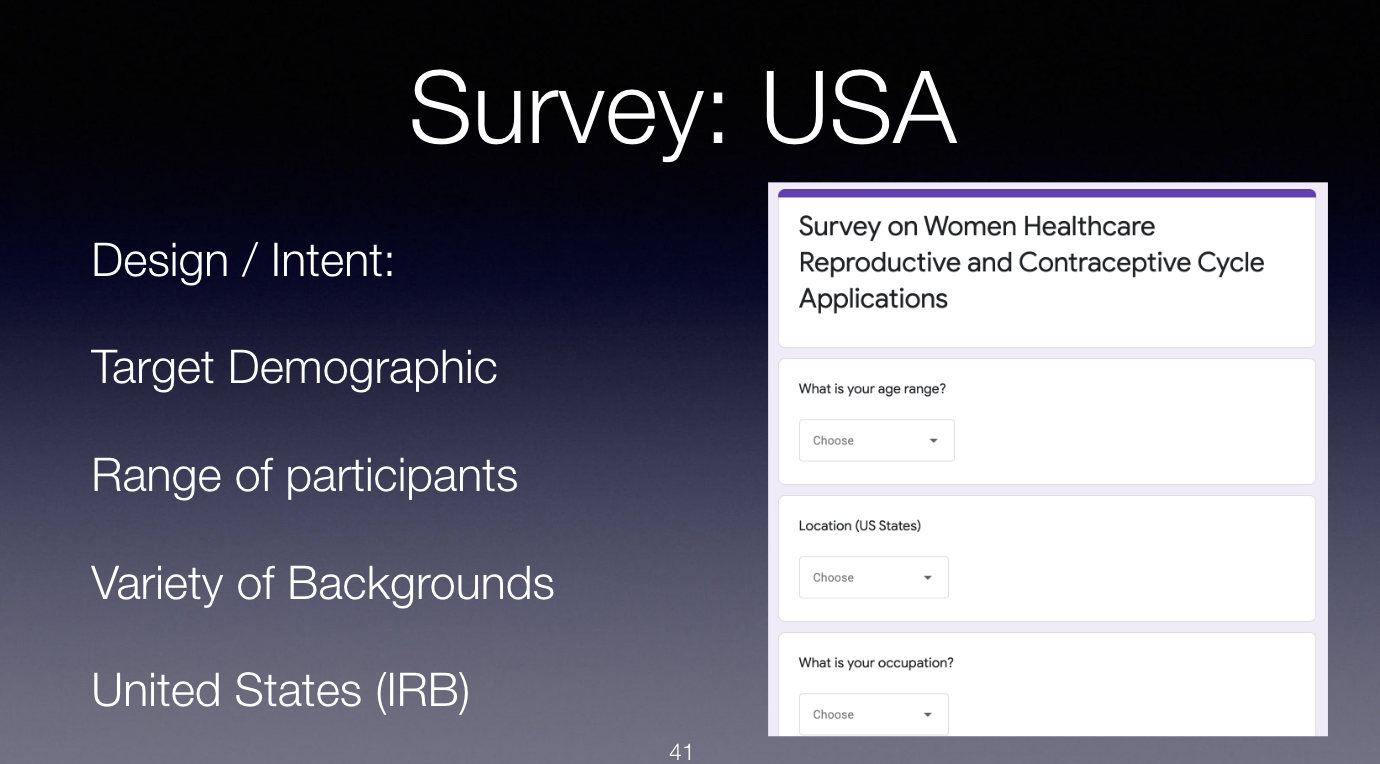 Survey: USA
Design / Intent:
Target Demographic
Range of participants
Variety of Backgrounds
United States (IRB)
Survey on Women Healthcare
Reproductive and Contraceptive Cycle
Applications
What is your age range?
Choose
Location (US States)
Choose
What is your occupation?
Choose
41